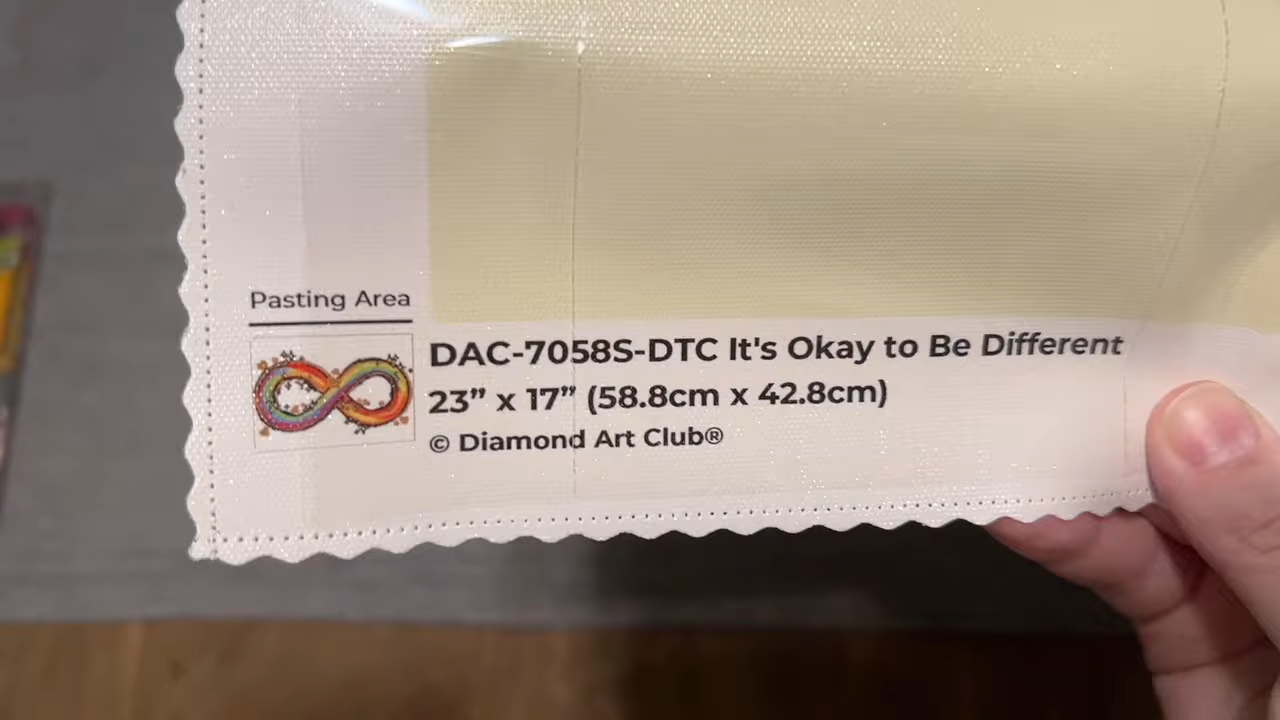 Pasting Area
DAC-7058S-DTC It's Okay to Be Different
23” x 17” (58.8cm x 42.8cm)
© Diamond Art Club®